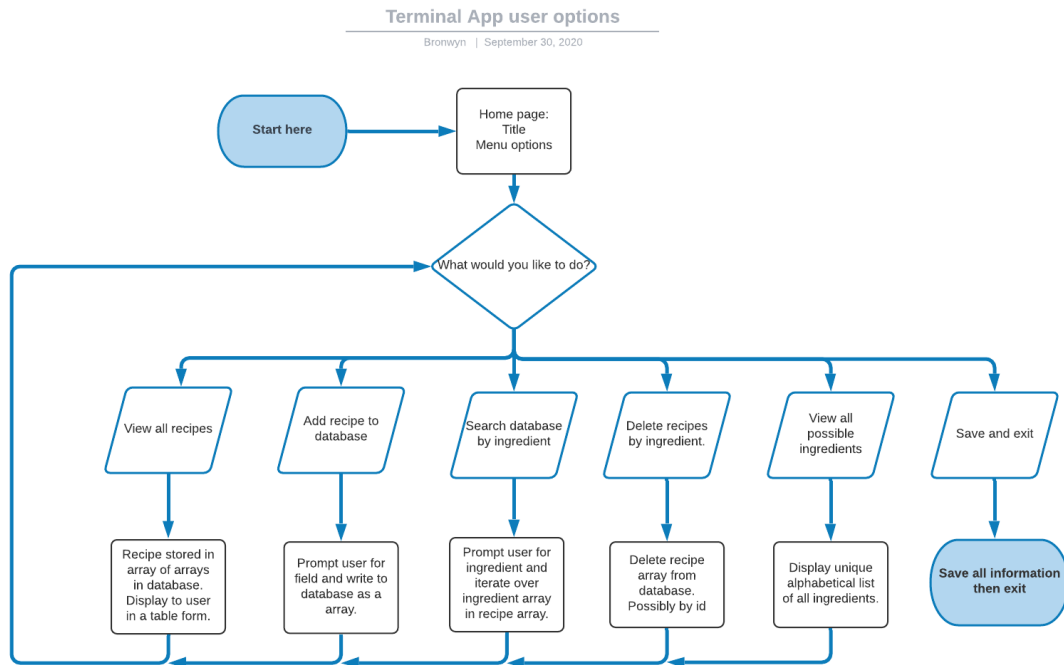 Terminal App user options
Bronwyn | September 30, 2020
Start here
Home page:
Title
Menu options
What would you like to do?
View all recipes
Add recipe to
database
Search database
by ingredient
Delete recipes
by ingredient.
View all
possible
ingredients
Save and exit
Recipe stored in
array of arrays
in database.
Display to user
in a table form.
Prompt user for
field and write to
database as a
array.
Prompt user for
ingredient and
iterate over
ingredient array
in recipe array.
Delete recipe
array from
database.
Possibly by id
Display unique
alphabetical list
of all ingredients.
Save all information
then exit